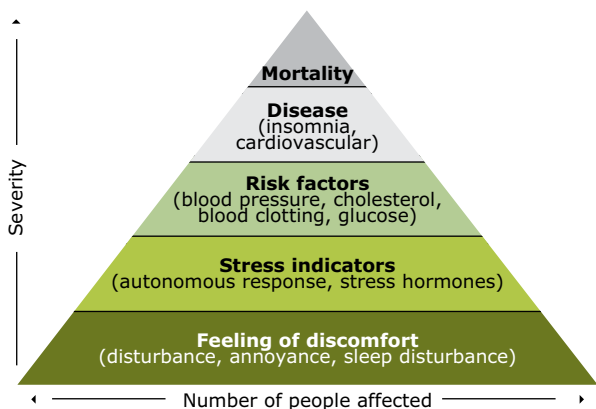 Severity
Mortality
Disease
(insomnia,
cardiovascular)
Risk factors
(blood pressure, cholesterol,
blood clotting, glucose)
Stress indicators
(autonomous response, stress hormones)
Feeling of discomfort
(disturbance, annoyance, sleep disturbance)
Number of people affected